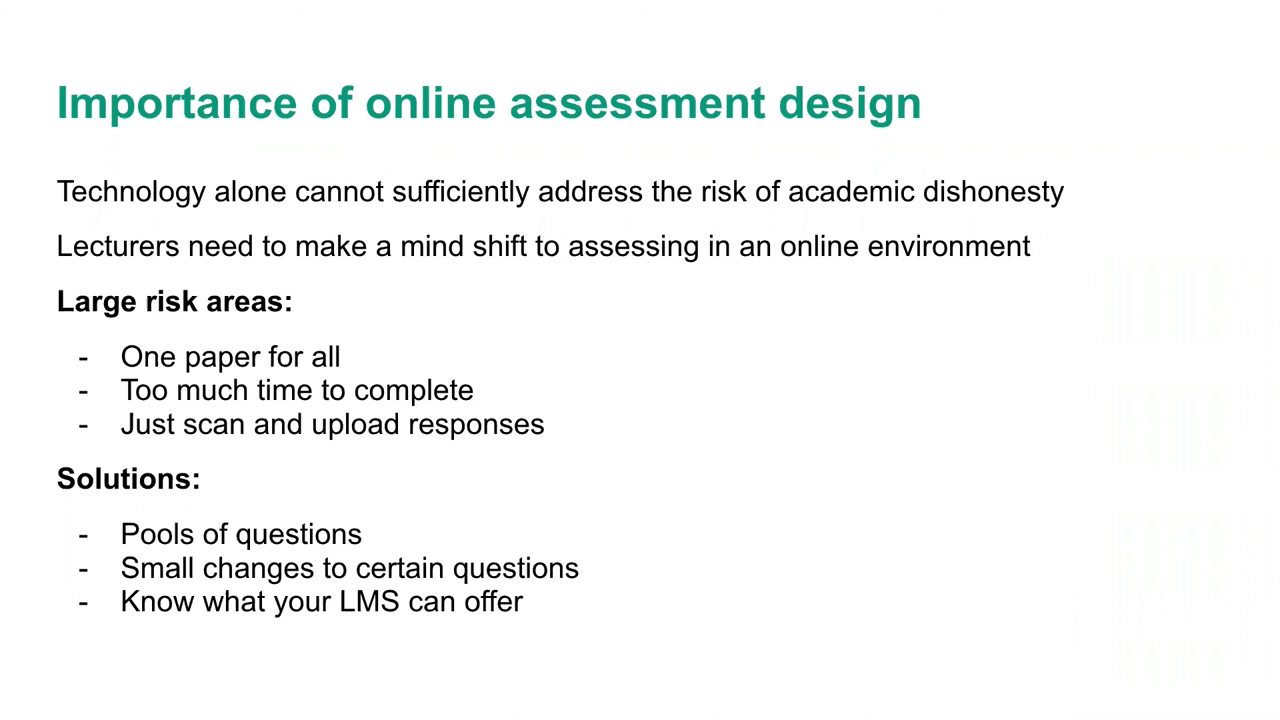 Importance of online assessment design
Technology alone cannot sufficiently address the risk of academic dishonesty
Lecturers need to make a mind shift to assessing in an online environment
Large risk areas:
- One paper for all
- Too much time to complete
- Just scan and upload responses
Solutions:
- Pools of questions
- Small changes to certain questions
- Know what your LMS can offer